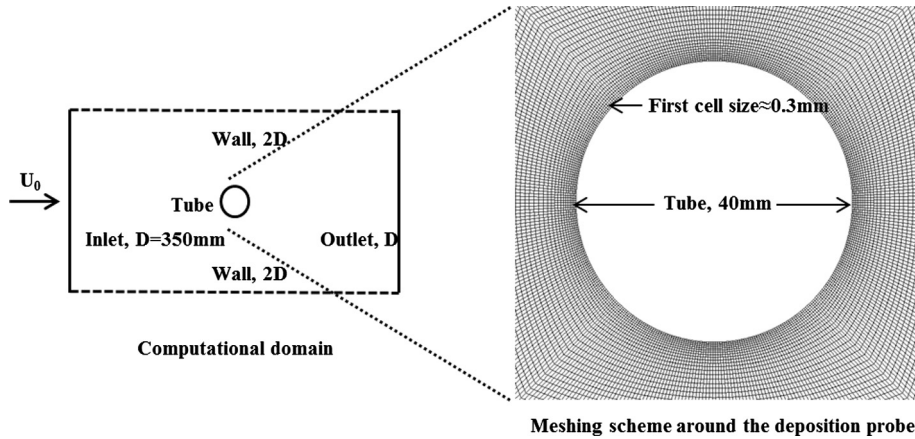 U0
Wall, 2D
Tube
Inlet, D=350mm
Outlet, D
Wall, 2D
Computational domain
First cell size≈0.3mm
Tube, 40mm
Meshing scheme around the deposition probe